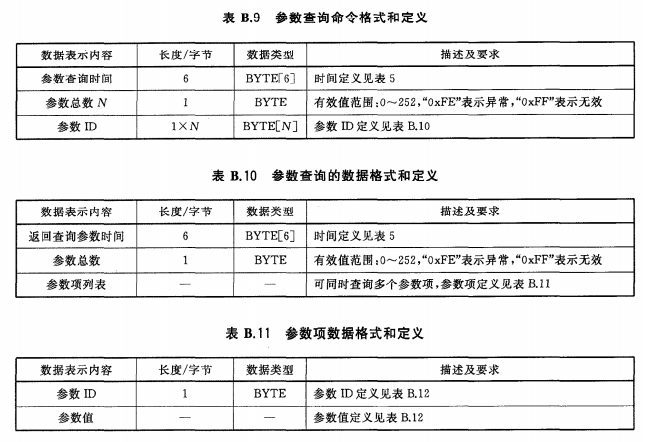 表 B.9 参数查询命令格式和定义
数据表示内容 长度/字节 数据类型 描述及要求
参数查询时间 6 BYTE[6] 时间定义见表 5
参数总数 N 1 BYTE 有效值范围:0～252,“0xFE”表示异常,“0xFF”表示无效
参数 ID 1×N BYTE[N] 参数 ID 定义见表 B.10
表 B.10 参数查询的数据格式和定义
数据表示内容 长度/字节 数据类型 描述及要求
返回查询参数时间 6 BYTE[6] 时间定义见表 5
参数总数 1 BYTE 有效值范围:0～252,“0xFE”表示异常,“0xFF”表示无效
参数项列表 — — 可同时查询多个参数项,参数项定义见表 B.11
表 B.11 参数项数据格式和定义
数据表示内容 长度/字节 数据类型 描述及要求
参数 ID 1 BYTE 参数 ID 定义见表 B.12
参数值 — — 参数值定义见表 B.12